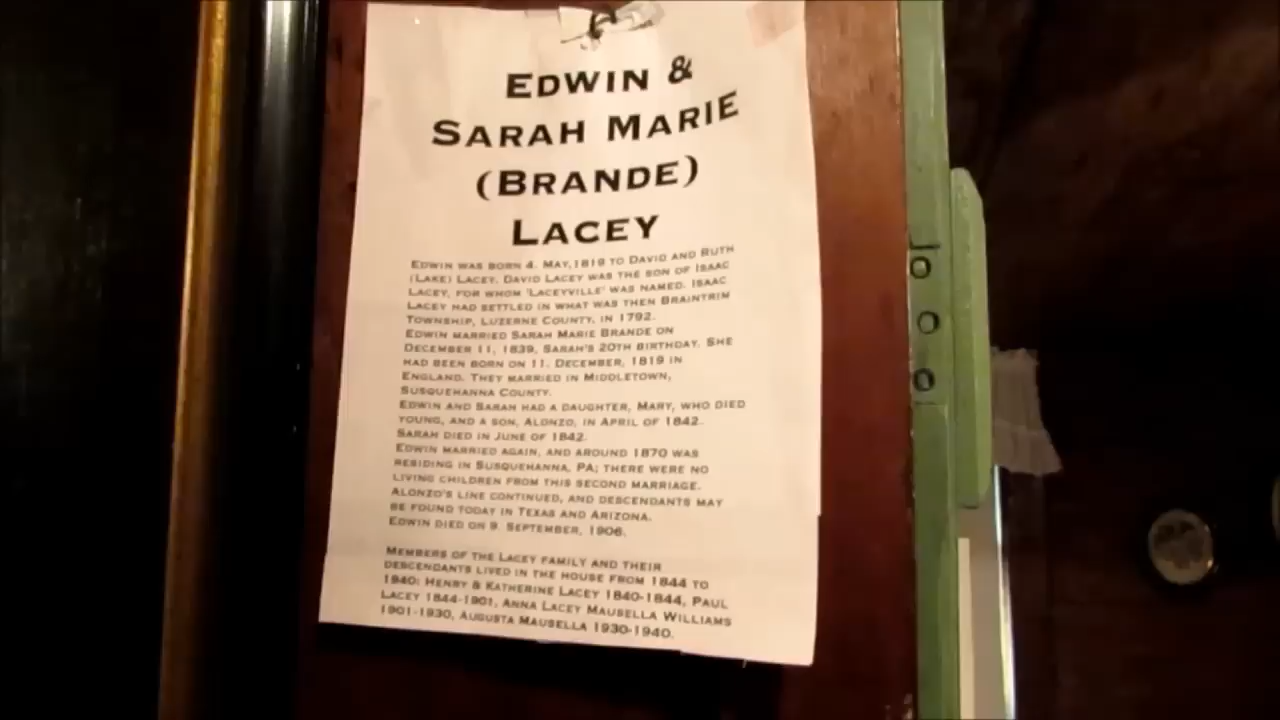 EDWIN &
SARAH MARIE
(BRANDE)
LACEY
EDWIN WAS BORN 4. MAY,1819 TO DAVID AND RUTH
(LAKE) LACEY. DAVID LACEY WAS THE SON OF ISAAC
LACEY, FOR WHOM 'LACEYVILLE' WAS NAMED. ISAAC
LACEY HAD SETTLED IN WHAT WAS THEN BRAINTRIM
TOWNSHIP, LUZERNE COUNTY, IN 1792.
EDWIN MARRIED SARAH MARIE BRANDE ON
DECEMBER 11, 1839, SARAH'S 20TH BIRTHDAY. SHE
HAD BEEN BORN ON 11. DECEMBER, 1819 IN
ENGLAND. THEY MARRIED IN MIDDLETOWN,
SUSQUEHANNA COUNTY.
EDWIN AND SARAH HAD A DAUGHTER, MARY, WHO DIED
YOUNG, AND A SON, ALONZO, IN APRIL OF 1842.
SARAH DIED IN JUNE OF 1842.
EDWIN MARRIED AGAIN, AND AROUND 1870 WAS
RESIDING IN SUSQUEHANNA, PA; THERE WERE NO
LIVING CHILDREN FROM THIS SECOND MARRIAGE.
ALONZO'S LINE CONTINUED, AND DESCENDANTS MAY
BE FOUND TODAY IN TEXAS AND ARIZONA.
EDWIN DIED ON 9. SEPTEMBER, 1906.
MEMBERS OF THE LACEY FAMILY AND THEIR
DESCENDANTS LIVED IN THE HOUSE FROM 1844 TO
1940: HENRY & KATHERINE LACEY 1840-1844, PAUL
LACEY 1844-1901, ANNA LACEY MAUSELLA WILLIAMS
1901-1930, AUGUSTA MAUSELLA 1930-1940.